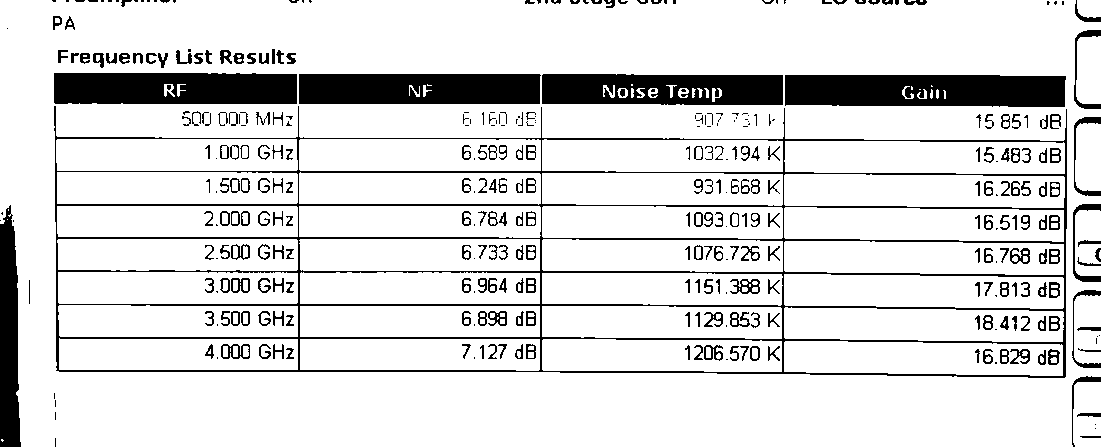 PA
Frequency List Results
RF NF Noise Temp Gain
500.000 MHz 6.160 dB 907.731 K 15.851 dB
1.000 GHz 6.589 dB 1032.194 K 15.483 dB
1.500 GHz 6.246 dB 931.668 K 16.265 dB
2.000 GHz 6.784 dB 1093.019 K 16.519 dB
2.500 GHz 6.733 dB 1076.726 K 16.768 dB
3.000 GHz 6.964 dB 1151.388 K 17.813 dB
3.500 GHz 6.898 dB 1129.853 K 18.412 dB
4.000 GHz 7.127 dB 1206.570 K 16.829 dB